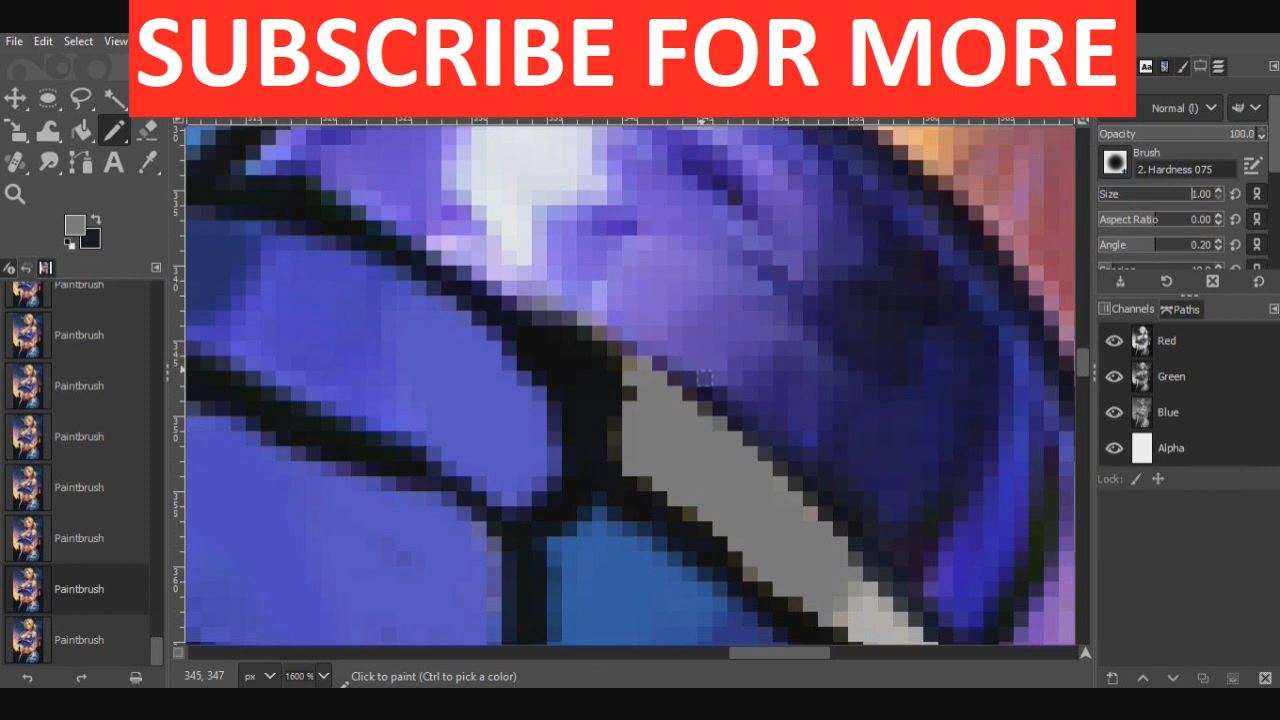 SUBSCRIBE FOR MORE
File Edit Select View
Aa
Normal (l)
Opacity 100.0
Brush
2. Hardness 075
Size 1.00
Aspect Ratio 0.00
Angle 0.20
Channels Paths
Red
Green
Blue
Alpha
Lock:
Paintbrush
Paintbrush
Paintbrush
Paintbrush
Paintbrush
Paintbrush
Paintbrush
Paintbrush
345, 347 px 1600 % Click to paint (Ctrl to pick a color)